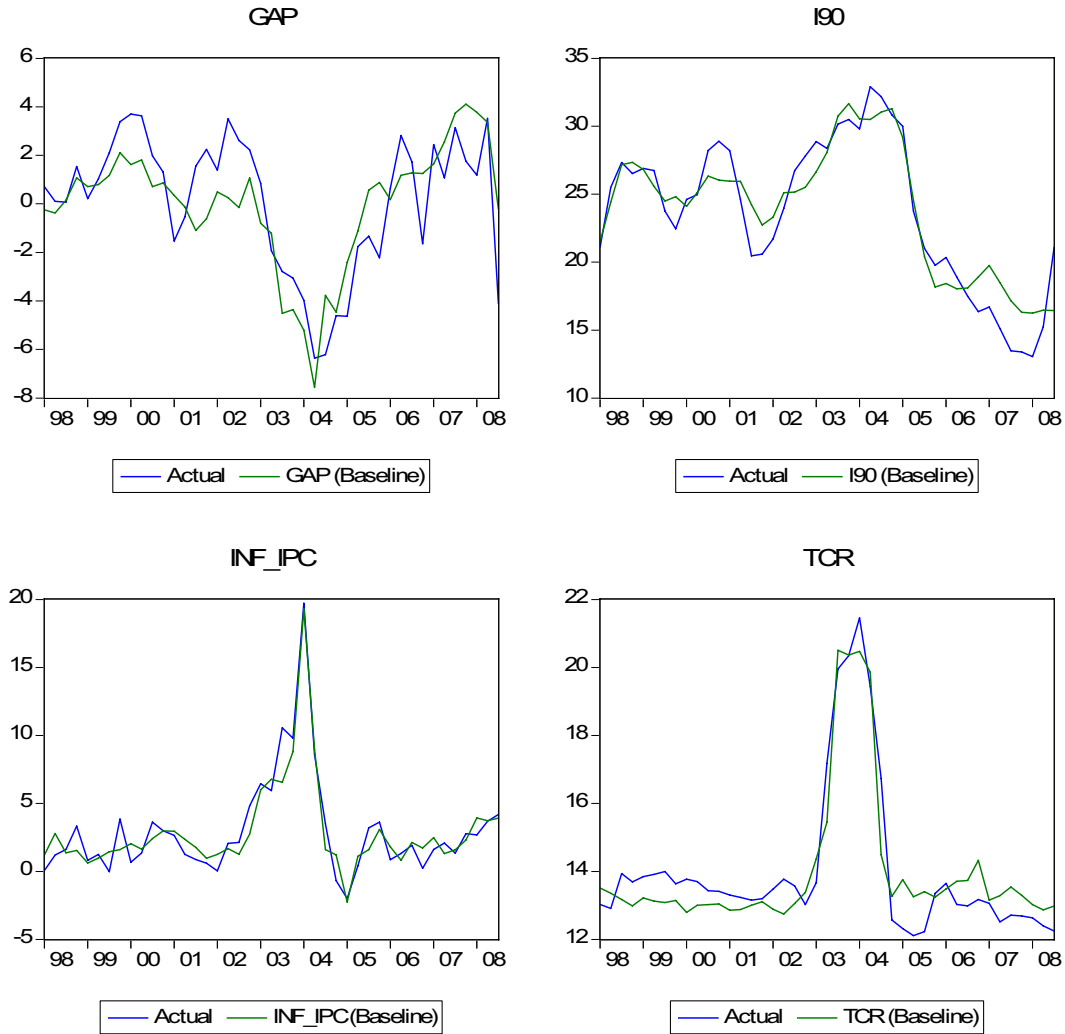 GAP
6
4
2
0
-2
-4
-6
-8
98 99 00 01 02 03 04 05 06 07 08
Actual GAP (Baseline)
I90
35
30
25
20
15
10
98 99 00 01 02 03 04 05 06 07 08
Actual I90 (Baseline)
INF_IPC
20
15
10
5
0
-5
98 99 00 01 02 03 04 05 06 07 08
Actual INF_IPC (Baseline)
TCR
22
20
18
16
14
12
98 99 00 01 02 03 04 05 06 07 08
Actual TCR (Baseline)